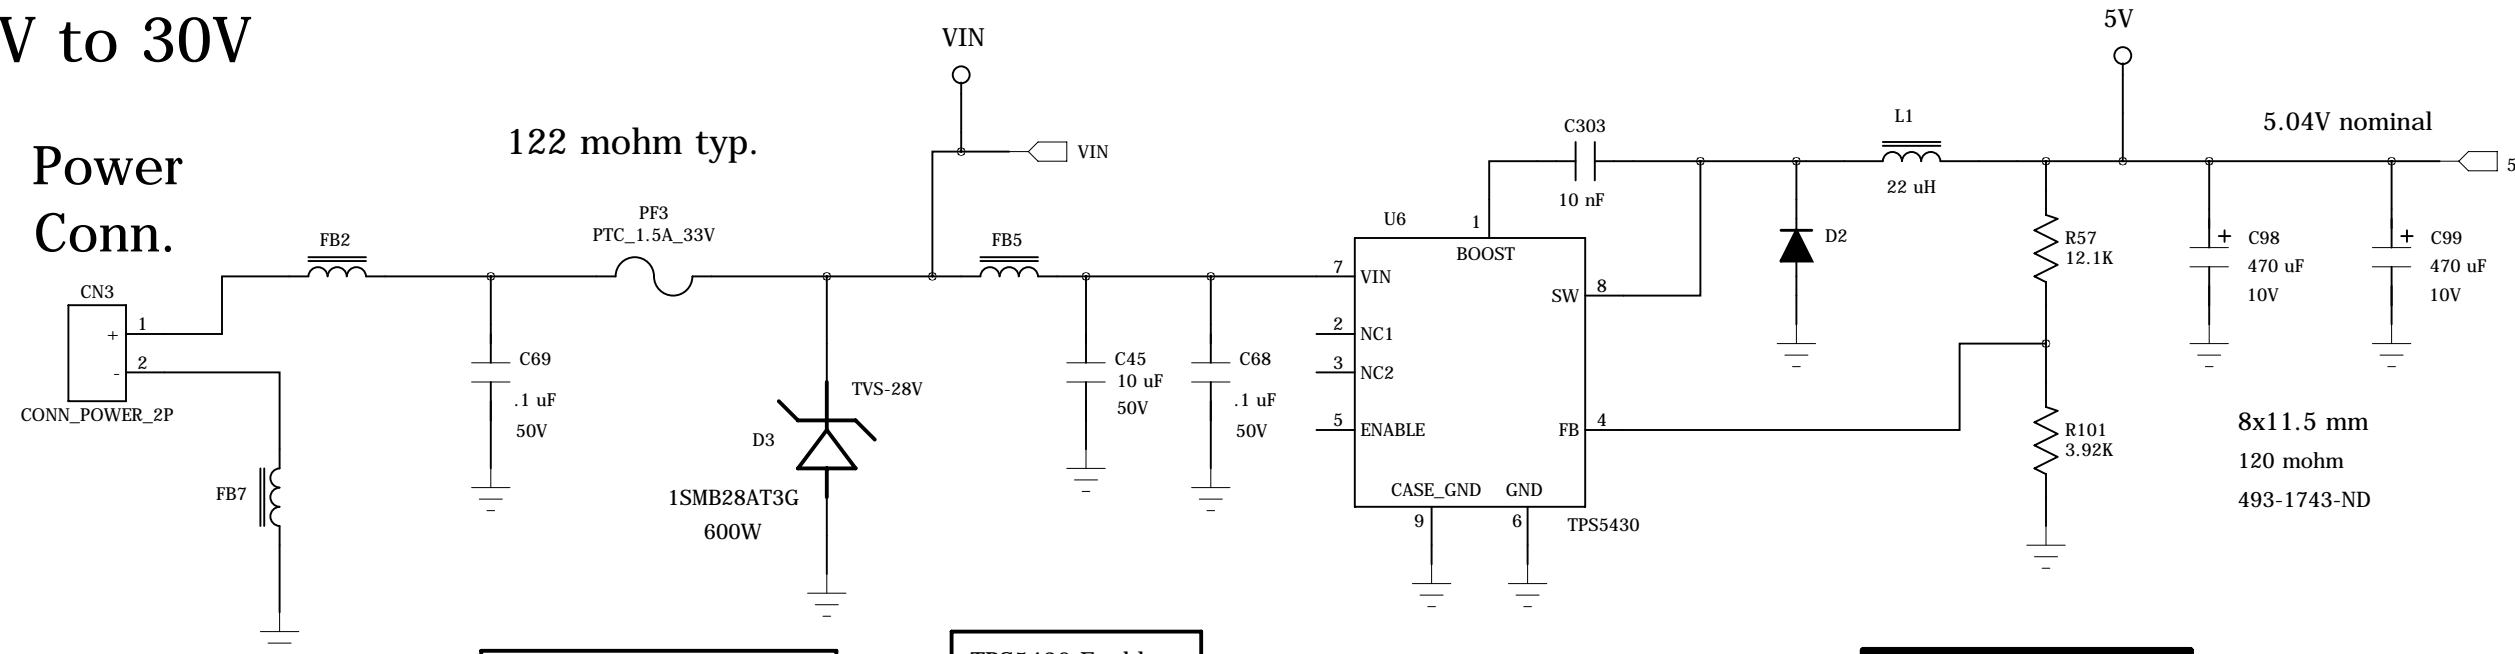 V to 30V
Power
Conn.
122 mohm typ.
VIN
VIN
5V
5.04V nominal
5
CN3
+
1
-
2
CONN_POWER_2P
FB2
FB7
C69
.1 uF
50V
PF3
PTC_1.5A_33V
TVS-28V
D3
1SMB28AT3G
600W
FB5
C45
10 uF
50V
C68
.1 uF
50V
U6
1
BOOST
7
VIN
2
NC1
3
NC2
5
ENABLE
SW
8
FB
4
CASE_GND
GND
9
6
TPS5430
C303
10 nF
D2
L1
22 uH
R57
12.1K
R101
3.92K
+
C98
470 uF
10V
+
C99
470 uF
10V
8x11.5 mm
120 mohm
493-1743-ND